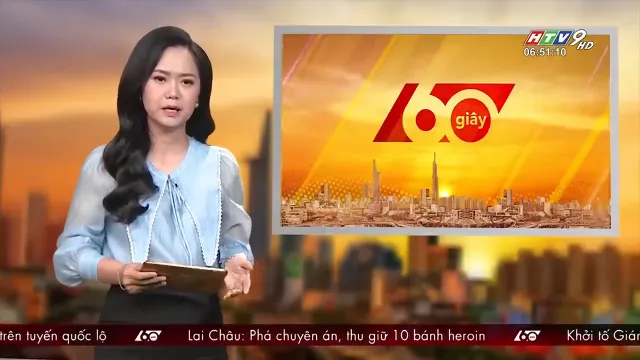 HTV9 HD
06:51:10
60 giây
trên tuyến quốc lộ 60 Lai Châu: Phá chuyên án, thu giữ 10 bánh heroin 60 Khởi tố Giá